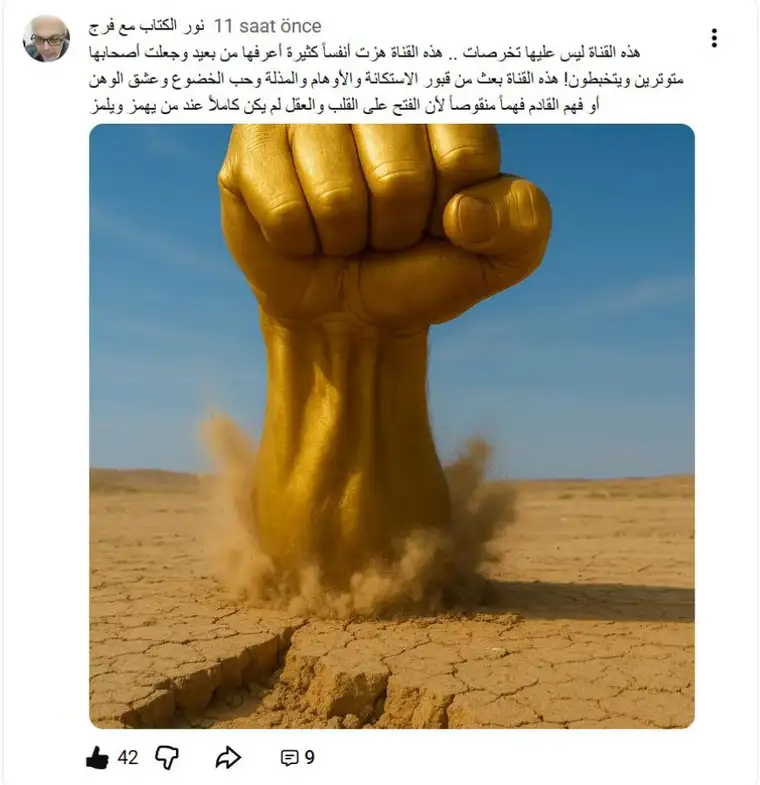 نور الكتاب مع فرج 11 saat önce
هذه القناة ليس عليها تخرصات .. هذه القناة هزت أنفساً كثيرة أعرفها من بعيد وجعلت أصحابها
متوترين ويتخبطون! هذه القناة بعث من قبور الاستكانة والأوهام والمذلة وحب الخضوع وعشق الوهن
أو فهم القادم فهماً منقوصاً لأن الفتح على القلب والعقل لم يكن كاملاً عند من يهمز ويلمز
42 9